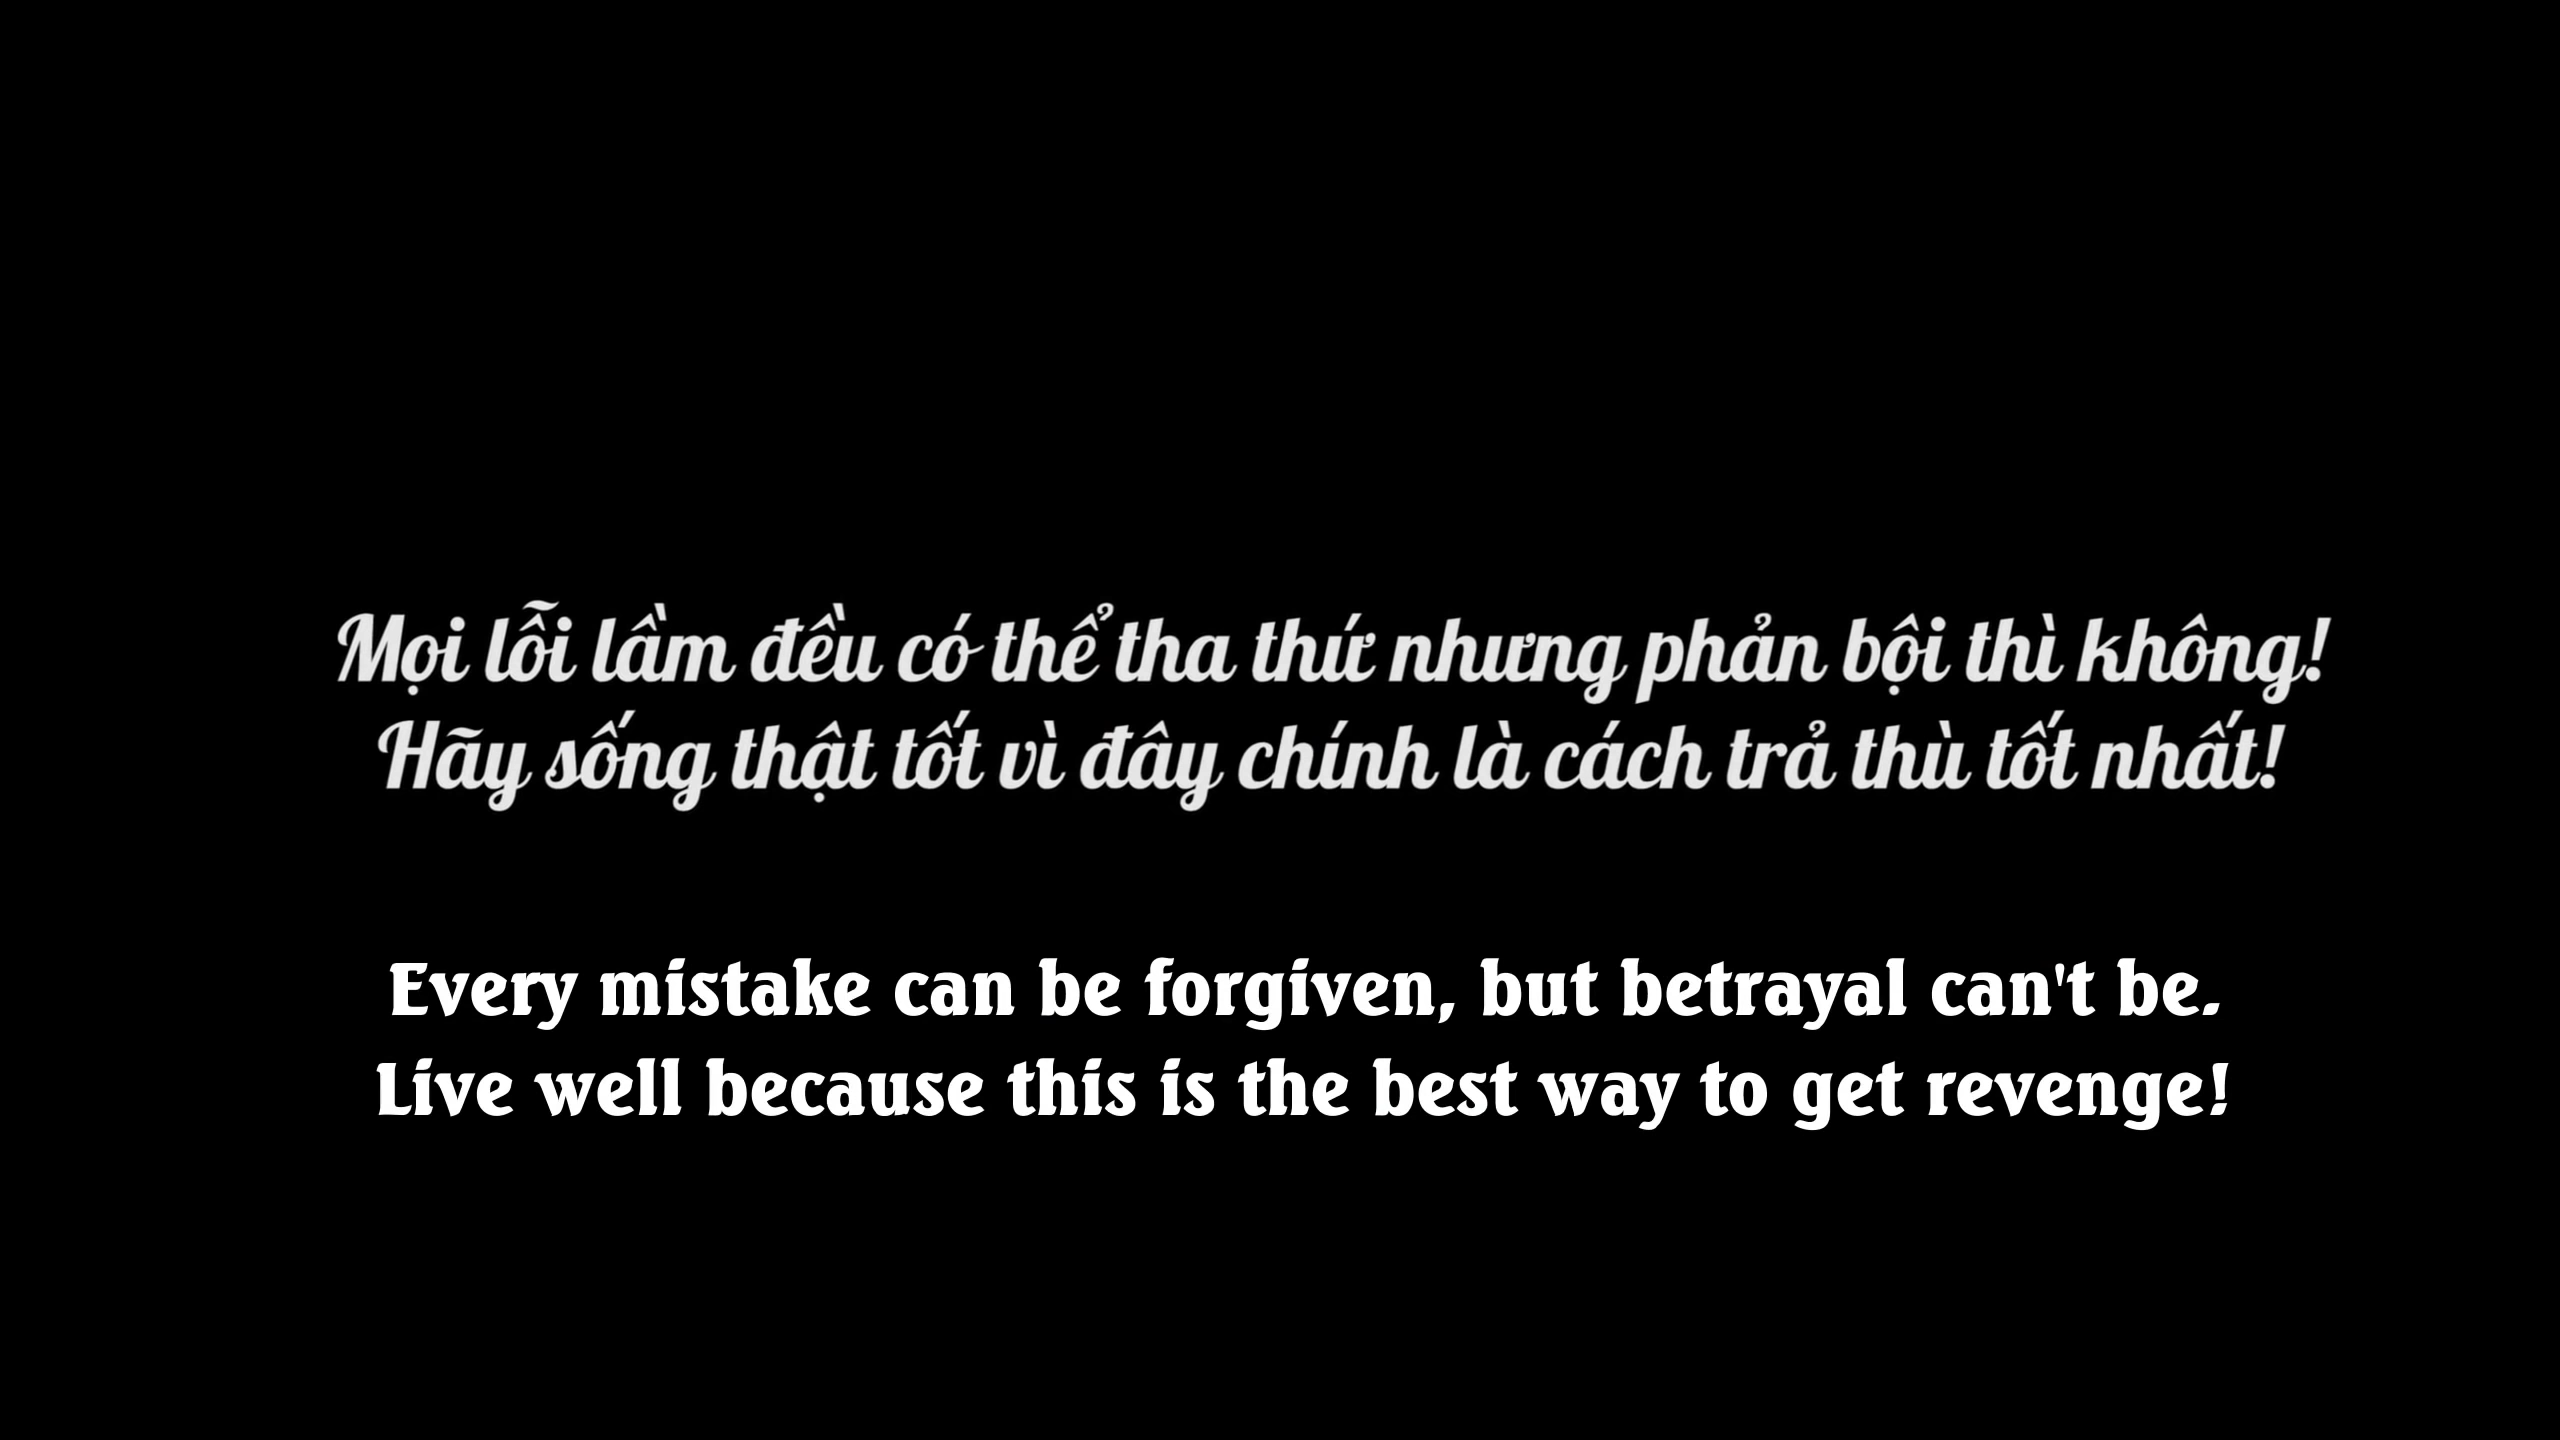 Mọi lỗi lầm đều có thể tha thứ nhưng phản bội thì không!
Hãy sống thật tốt vì đây chính là cách trả thù tốt nhất!
Every mistake can be forgiven, but betrayal can't be.
Live well because this is the best way to get revenge!